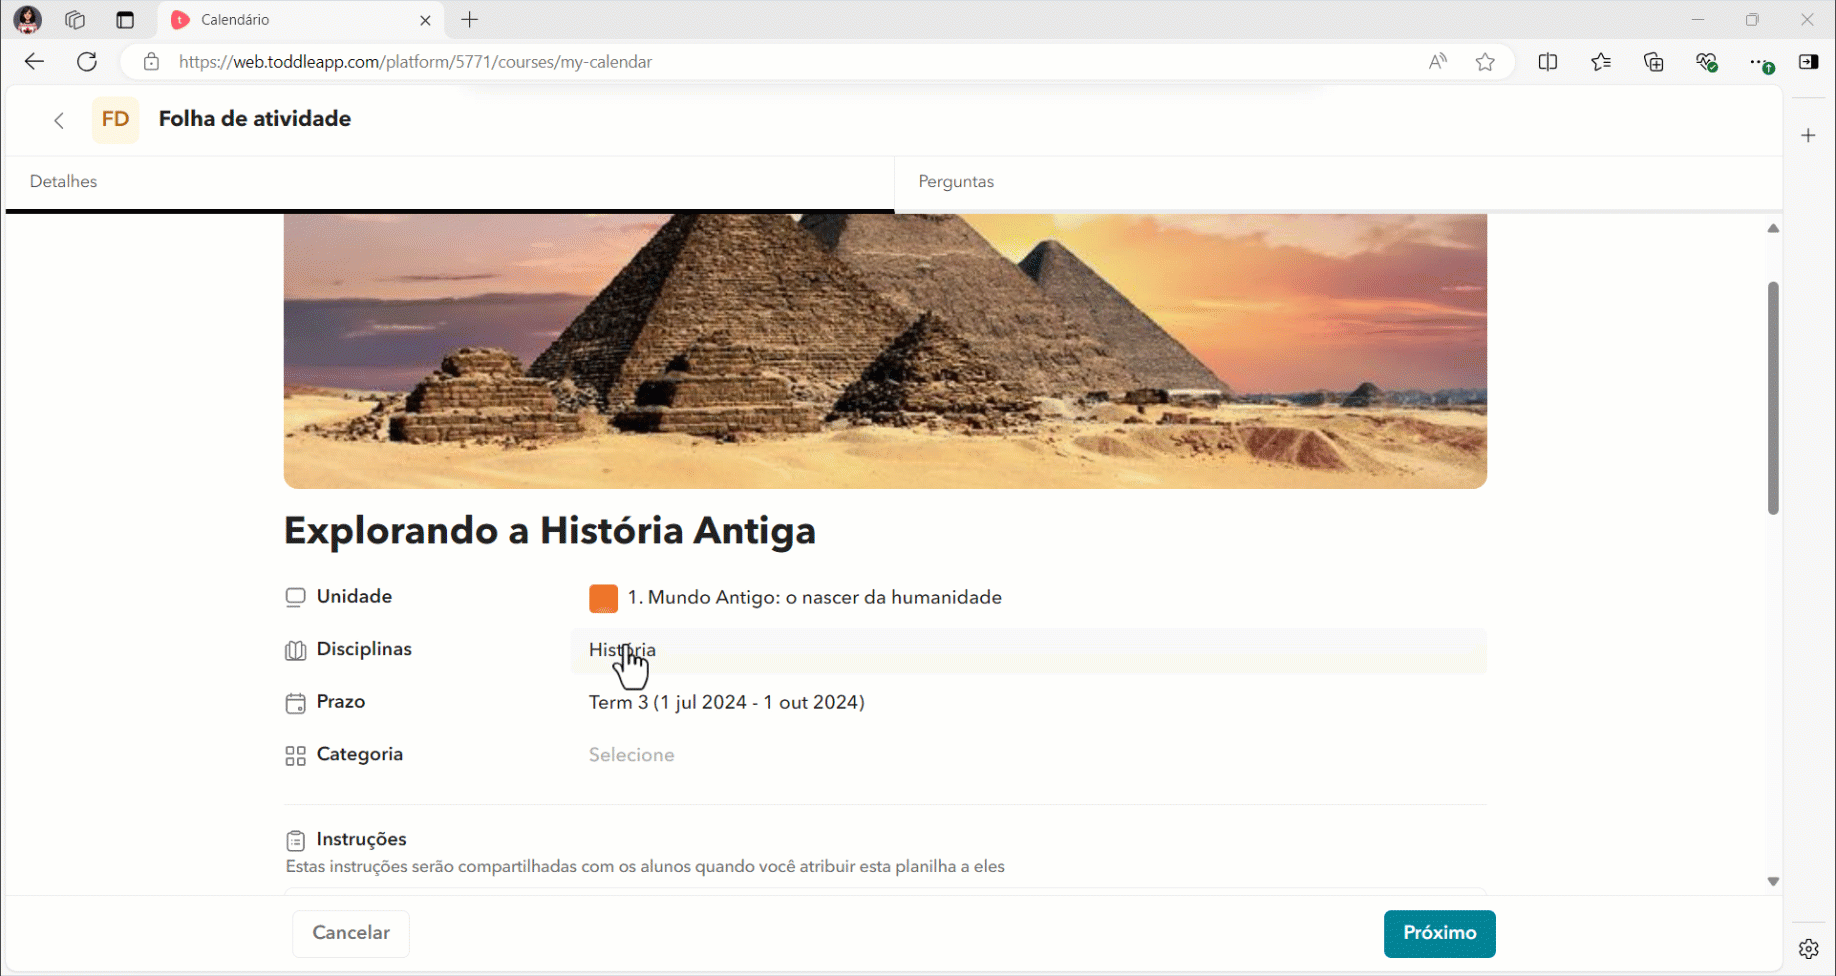 Calendário
https://web.toddleapp.com/platform/5771/courses/my-calendar
FD Folha de atividade
Detalhes
Perguntas
Explorando a História Antiga
Unidade
1. Mundo Antigo: o nascer da humanidade
Disciplinas
História
Prazo
Term 3 (1 jul 2024 - 1 out 2024)
Categoria
Selecione
Instruções
Estas instruções serão compartilhadas com os alunos quando você atribuir esta planilha a eles
Cancelar
Próximo